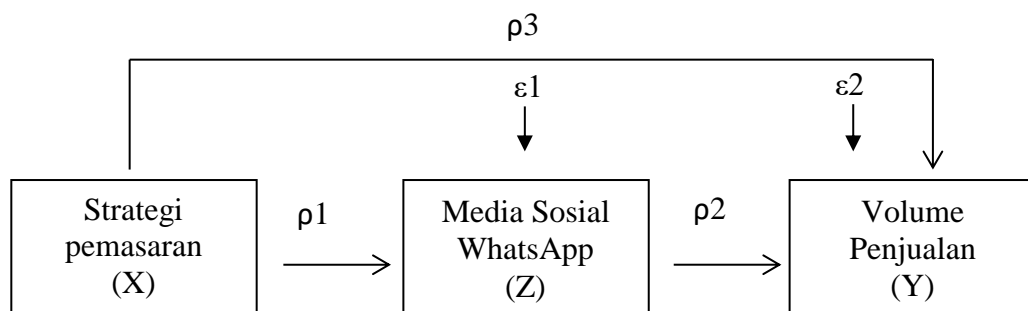 ρ3
ε1
ε2
Strategi
pemasaran
(X)
ρ1
Media Sosial
WhatsApp
(Z)
ρ2
Volume
Penjualan
(Y)